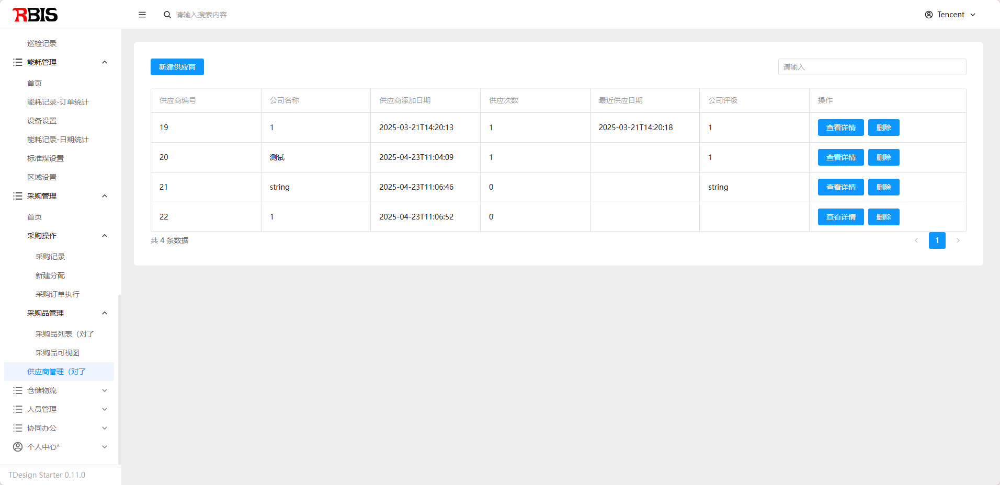 RBIS
请输入搜索内容
Tencent
巡检记录
能耗管理
首页
能耗记录-订单统计
设备设置
能耗记录-日期统计
标准煤设置
区域设置
采购管理
首页
采购操作
采购记录
新建分配
采购订单执行
采购品管理
采购品列表（对了
采购品可视图
供应商管理（对了
仓储物流
人员管理
协同办公
个人中心*
TDesign Starter 0.11.0
新建供应商
请输入
供应商编号 公司名称 供应商添加日期 供应次数 最近供应日期 公司评级 操作
19 1 2025-03-21T14:20:13 1 2025-03-21T14:20:18 1 查看详情 删除
20 测试 2025-04-23T11:04:09 1 1 查看详情 删除
21 string 2025-04-23T11:06:46 0 string 查看详情 删除
22 1 2025-04-23T11:06:52 0 查看详情 删除
共 4 条数据
1